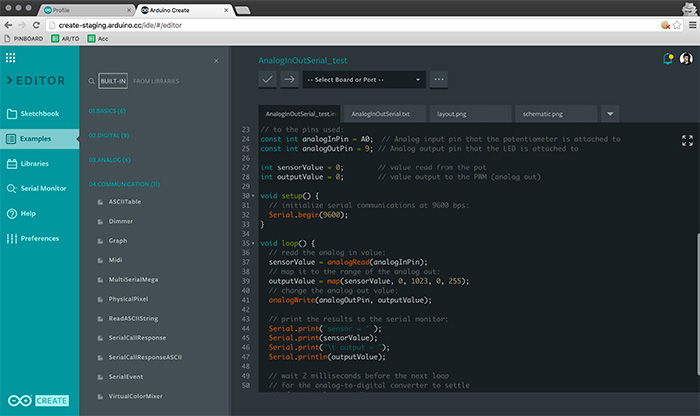 Profile
Arduino Create
create-staging.arduino.cc/ide/#/editor
PINBOARD
AR/TO
Acc
EDITOR
Sketchbook
Examples
Libraries
Serial Monitor
Help
Preferences
CREATE
BUILT-IN
FROM LIBRARIES
01.BASICS (6)
02.DIGITAL (9)
03.ANALOG (6)
04.COMMUNICATION (11)
ASCIITable
Dimmer
Graph
Midi
MultiSerialMega
PhysicalPixel
ReadASCIIString
SerialCallResponse
SerialCallResponseASCII
SerialEvent
VirtualColorMixer
AnalogInOutSerial_test
-- Select Board or Port --
AnalogInOutSerial_test.in
AnalogInOutSerial.txt
layout.png
schematic.png
23 // to the pins used:
24 const int analogInPin = A0; // Analog input pin that the potentiometer is attached to
25 const int analogOutPin = 9; // Analog output pin that the LED is attached to
26
27 int sensorValue = 0; // value read from the pot
28 int outputValue = 0; // value output to the PWM (analog out)
29
30 void setup() {
31 // initialize serial communications at 9600 bps:
32 Serial.begin(9600);
33 }
34
35 void loop() {
36 // read the analog in value:
37 sensorValue = analogRead(analogInPin);
38 // map it to the range of the analog out:
39 outputValue = map(sensorValue, 0, 1023, 0, 255);
40 // change the analog out value:
41 analogWrite(analogOutPin, outputValue);
42
43 // print the results to the serial monitor:
44 Serial.print("sensor = " );
45 Serial.print(sensorValue);
46 Serial.print("\t output = ");
47 Serial.println(outputValue);
48
49 // wait 2 milliseconds before the next loop
50 // for the analog-to-digital converter to settle